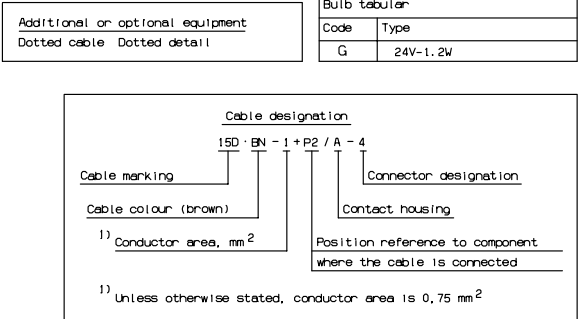 Additional or optional equipment
Dotted cable Dotted detail
Bulb tabular
Code Type
G 24V-1.2W
Cable designation
15D · BN - 1 + P2 / A - 4
Cable marking
Connector designation
Cable colour (brown)
Contact housing
1) Conductor area, mm 2
Position reference to component
where the cable is connected
1) Unless otherwise stated, conductor area is 0,75 mm 2